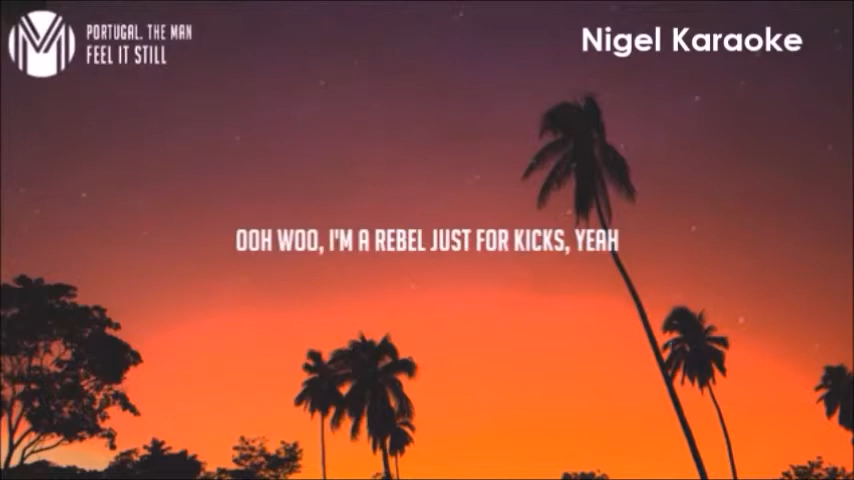 PORTUGAL. THE MAN
FEEL IT STILL
Nigel Karaoke
OOH WOO, I'M A REBEL JUST FOR KICKS, YEAH